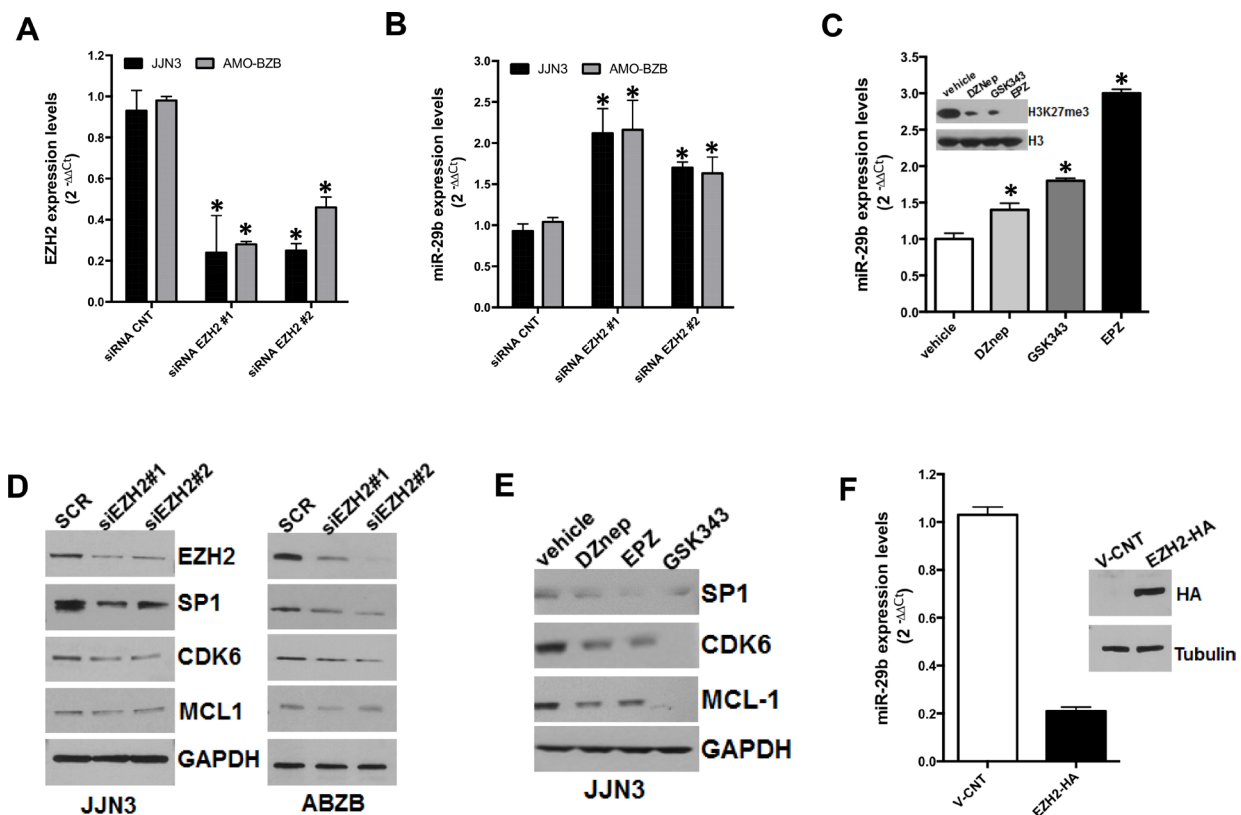 A
EZH2 expression levels
(2 -ΔΔCt)
1.2
1.0
0.8
0.6
0.4
0.2
0.0
JJN3
AMO-BZB
*
*
*
*
siRNA CNT
siRNA EZH2 #1
siRNA EZH2 #2
B
miR-29b expression levels
(2 -ΔΔCt)
3.0
2.5
2.0
1.5
1.0
0.5
0.0
JJN3
AMO-BZB
*
*
*
*
siRNA CNT
siRNA EZH2 #1
siRNA EZH2 #2
C
miR-29b expression levels
(2 -ΔΔCt)
3.5
3.0
2.5
2.0
1.5
1.0
0.5
0.0
vehicle
DZNep
GSK343
EPZ
H3K27me3
H3
*
*
*
vehicle
DZnep
GSK343
EPZ
D
SCR
siEZH2#1
siEZH2#2
SCR
siEZH2#1
siEZH2#2
EZH2
SP1
CDK6
MCL1
GAPDH
JJN3
ABZB
E
vehicle
DZnep
EPZ
GSK343
SP1
CDK6
MCL-1
GAPDH
JJN3
F
miR-29b expression levels
(2 -ΔΔCt)
1.2
1.0
0.8
0.6
0.4
0.2
0.0
V-CNT
EZH2-HA
HA
Tubulin
V-CNT
EZH2-HA